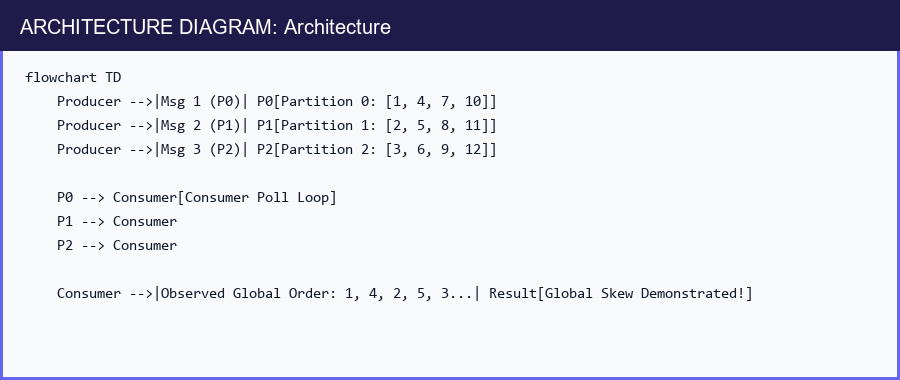 ARCHITECTURE DIAGRAM: Architecture
flowchart TD
Producer -->|Msg 1 (P0)| P0[Partition 0: [1, 4, 7, 10]]
Producer -->|Msg 2 (P1)| P1[Partition 1: [2, 5, 8, 11]]
Producer -->|Msg 3 (P2)| P2[Partition 2: [3, 6, 9, 12]]
P0 --> Consumer[Consumer Poll Loop]
P1 --> Consumer
P2 --> Consumer
Consumer -->|Observed Global Order: 1, 4, 2, 5, 3...| Result[Global Skew Demonstrated!]